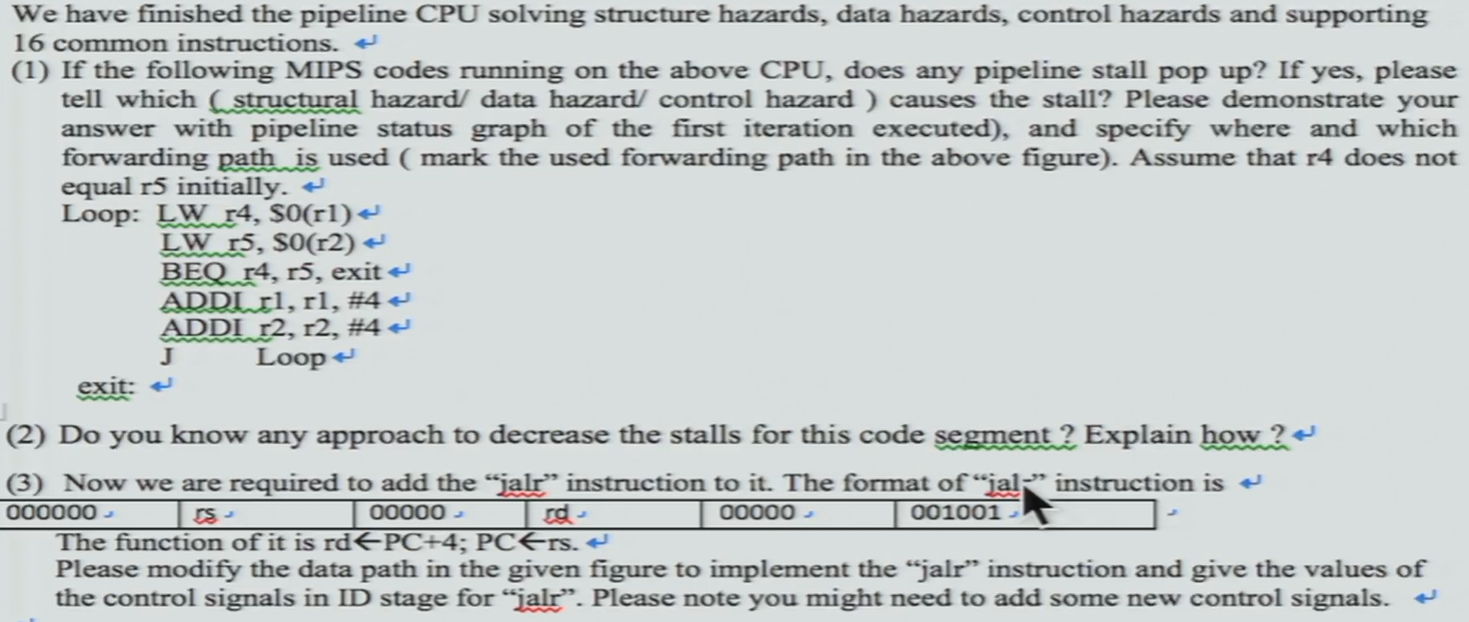 We have finished the pipeline CPU solving structure hazards, data hazards, control hazards and supporting
16 common instructions.
(1) If the following MIPS codes running on the above CPU, does any pipeline stall pop up? If yes, please
tell which ( structural hazard/ data hazard/ control hazard ) causes the stall? Please demonstrate your
answer with pipeline status graph of the first iteration executed), and specify where and which
forwarding path is used ( mark the used forwarding path in the above figure). Assume that r4 does not
equal r5 initially.
Loop: LW r4, $0(r1)
LW r5, $0(r2)
BEQ r4, r5, exit
ADDI r1, r1, #4
ADDI r2, r2, #4
J Loop
exit:
(2) Do you know any approach to decrease the stalls for this code segment ? Explain how ?
(3) Now we are required to add the “jalr” instruction to it. The format of “jalr” instruction is
000000 rs 00000 rd 00000 001001
The function of it is rd←PC+4; PC←rs.
Please modify the data path in the given figure to implement the “jalr” instruction and give the values of
the control signals in ID stage for “jalr”. Please note you might need to add some new control signals.